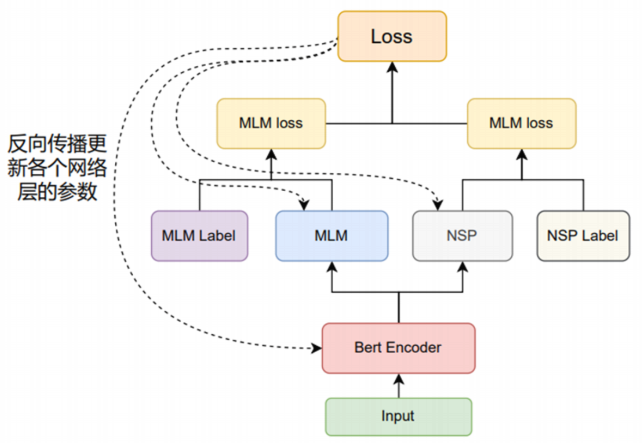 Loss
MLM loss
MLM loss
反向传播更
新各个网络
层的参数
MLM Label
MLM
NSP
NSP Label
Bert Encoder
Input